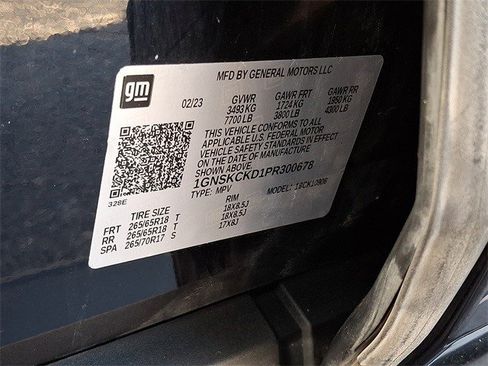 gm
MFD BY GENERAL MOTORS LLC
02/23 GVWR GAWR FRT GAWR RR
3493 KG 1724 KG 1950 KG
7700 LB 3800 LB 4300 LB
THIS VEHICLE CONFORMS TO ALL
APPLICABLE U.S. FEDERAL MOTOR
VEHICLE SAFETY STANDARDS IN EFFECT
ON THE DATE OF MANUFACTURE SHOWN ABOVE.
1GNSKCKD1PR300678
TYPE: MPV MODEL: 1SCK10906
328E
TIRE SIZE RIM
FRT 265/65R18 T 18X8.5J
RR 265/65R18 T 18X8.5J
SPA 265/70R17 S 17X8J